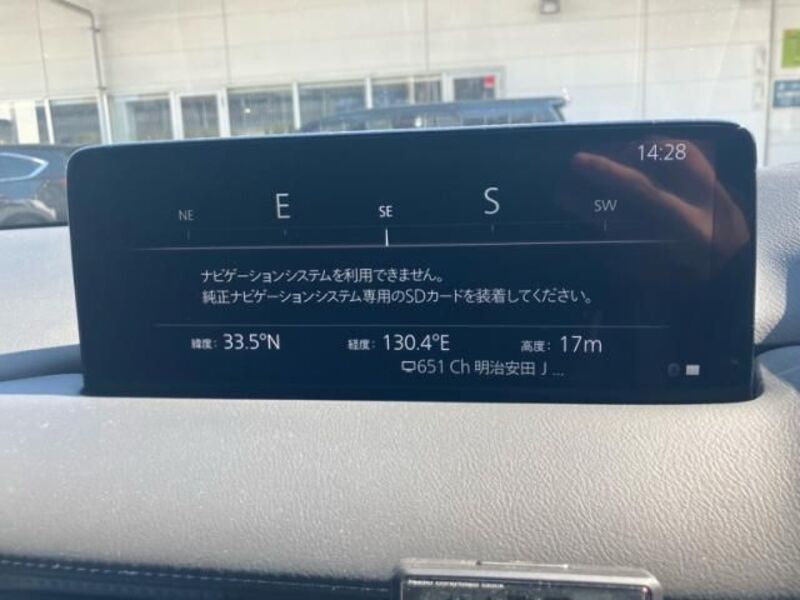 14:28
NE E SE S SW
ナビゲーションシステムを利用できません。
純正ナビゲーションシステム専用のSDカードを装着してください。
緯度: 33.5°N 経度: 130.4°E 高度: 17m
651 Ch 明治安田 J ...